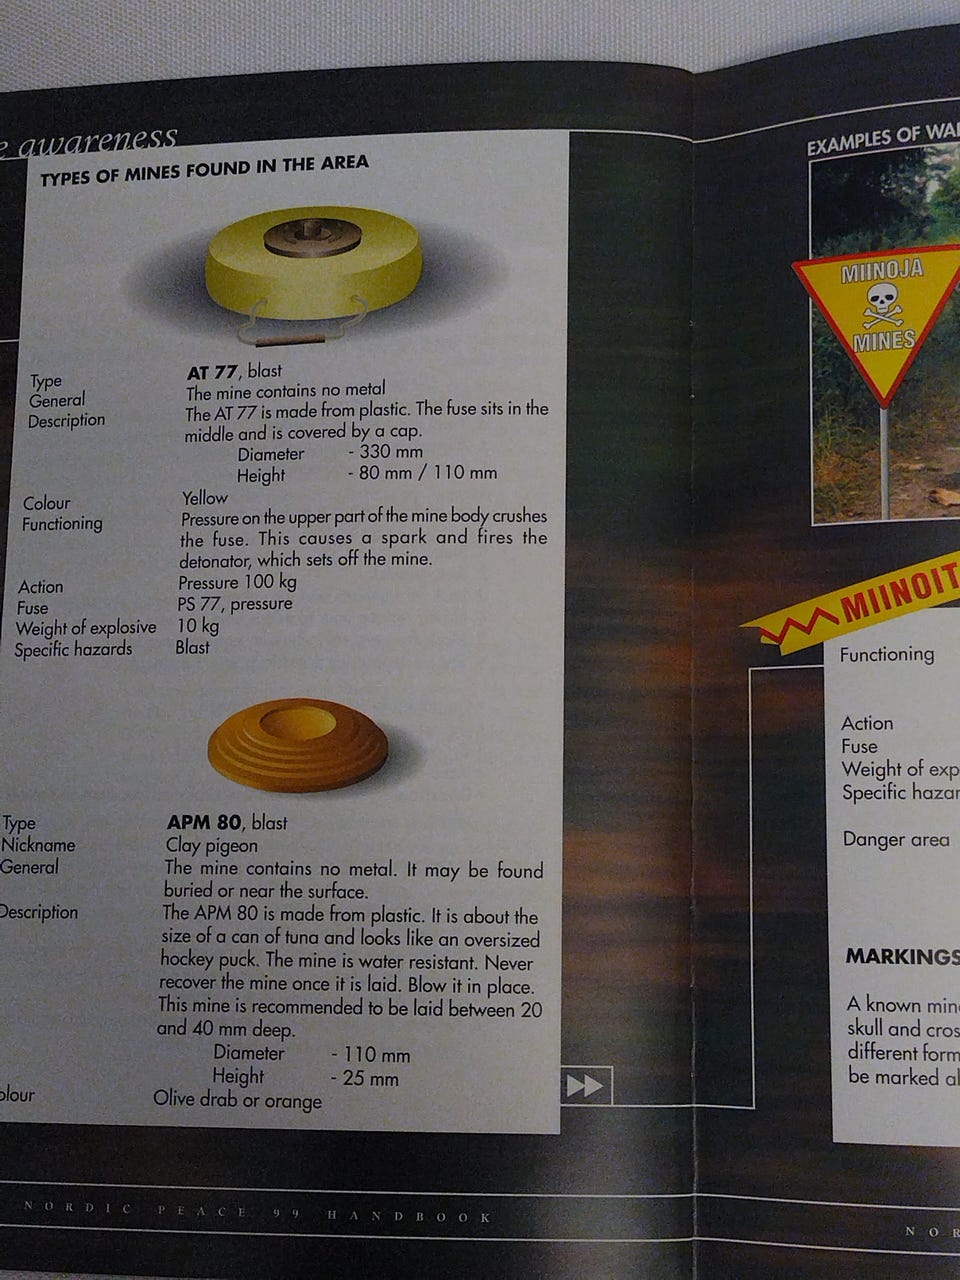 awareness
TYPES OF MINES FOUND IN THE AREA
Type AT 77, blast
General The mine contains no metal
Description The AT 77 is made from plastic. The fuse sits in the
middle and is covered by a cap.
Diameter - 330 mm
Height - 80 mm / 110 mm
Colour Yellow
Functioning Pressure on the upper part of the mine body crushes
the fuse. This causes a spark and fires the
detonator, which sets off the mine.
Action Pressure 100 kg
Fuse PS 77, pressure
Weight of explosive 10 kg
Specific hazards Blast
Type APM 80, blast
Nickname Clay pigeon
General The mine contains no metal. It may be found
buried or near the surface.
Description The APM 80 is made from plastic. It is about the
size of a can of tuna and looks like an oversized
hockey puck. The mine is water resistant. Never
recover the mine once it is laid. Blow it in place.
This mine is recommended to be laid between 20
and 40 mm deep.
Diameter - 110 mm
Height - 25 mm
olour Olive drab or orange
NORDIC PEACE 99 HANDBOOK
EXAMPLES OF WA
MIINOJA
MINES
MIINOIT
Functioning
Action
Fuse
Weight of exp
Specific hazar
Danger area
MARKINGS
A known min
skull and cros
different form
be marked al
NOR